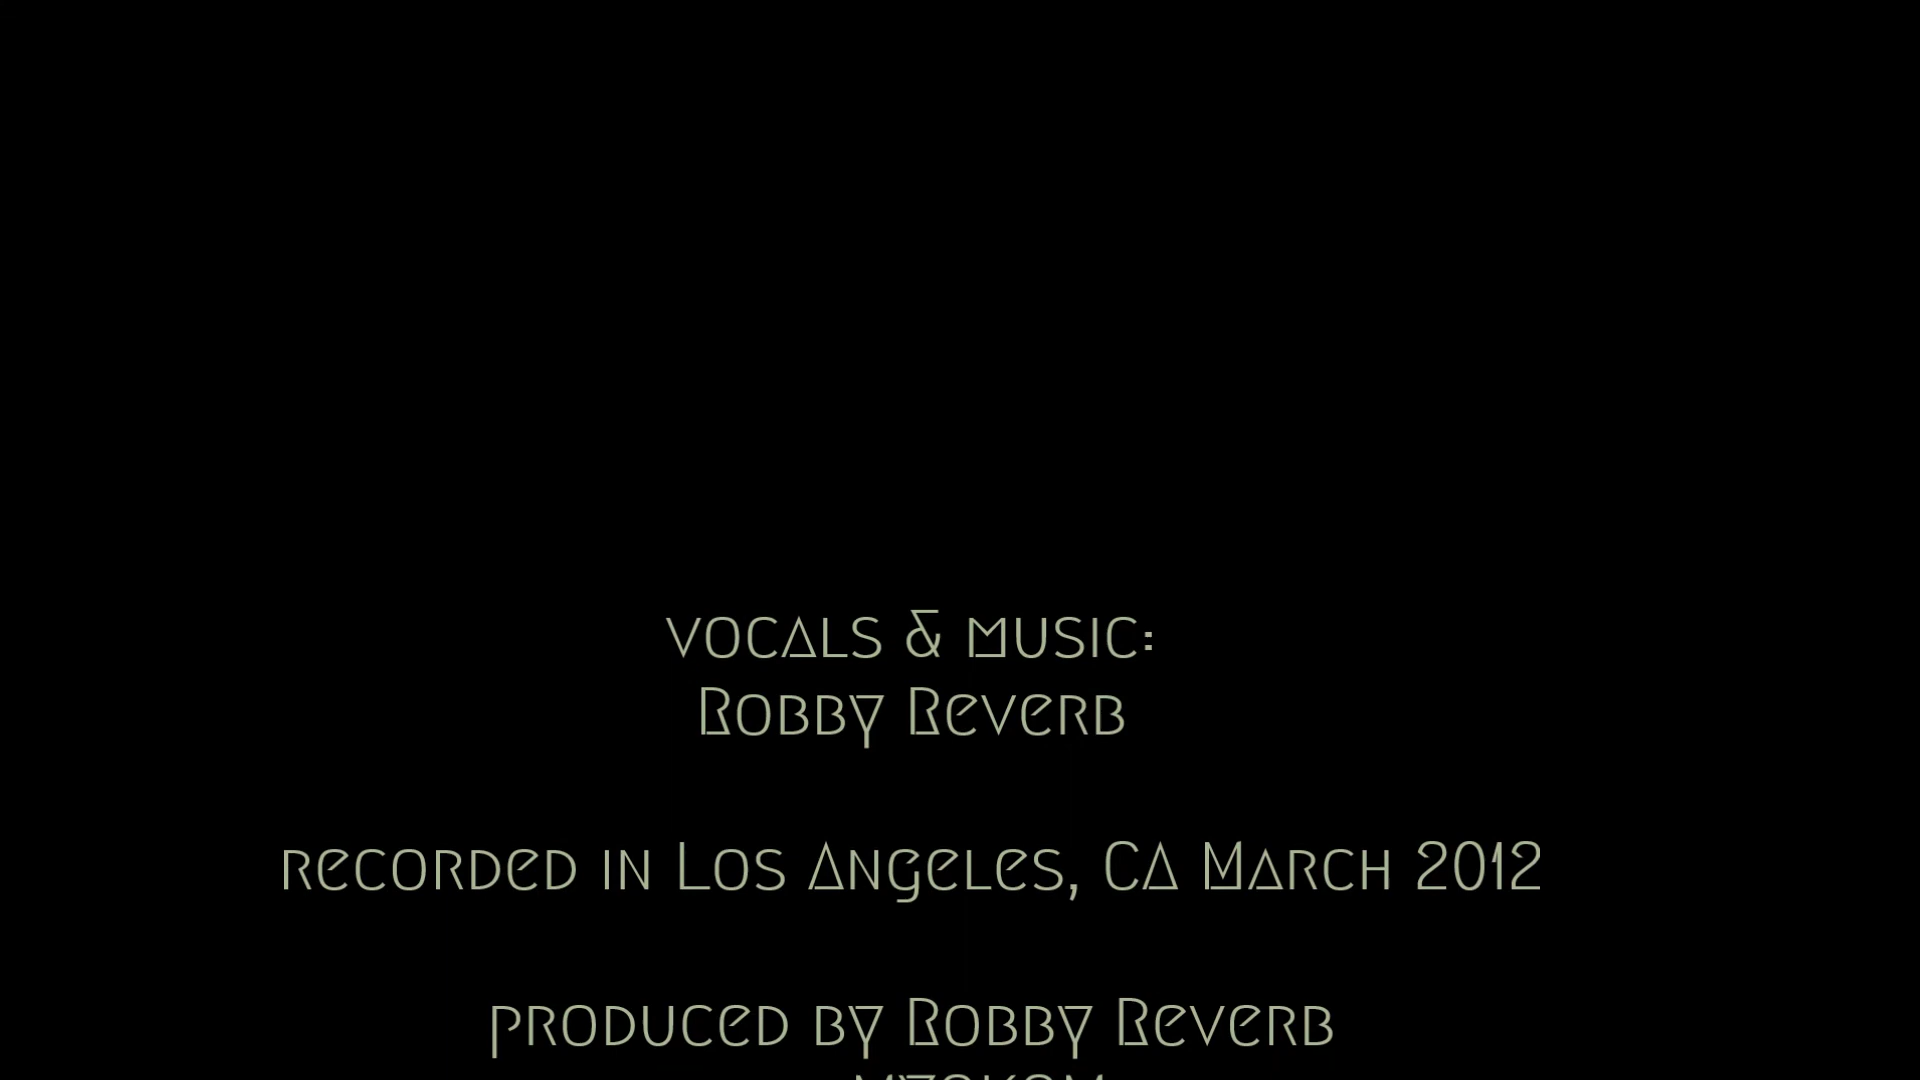 vocals & music:
Robby Reverb
recorded in Los Angeles, CA March 2012
produced by Robby Reverb